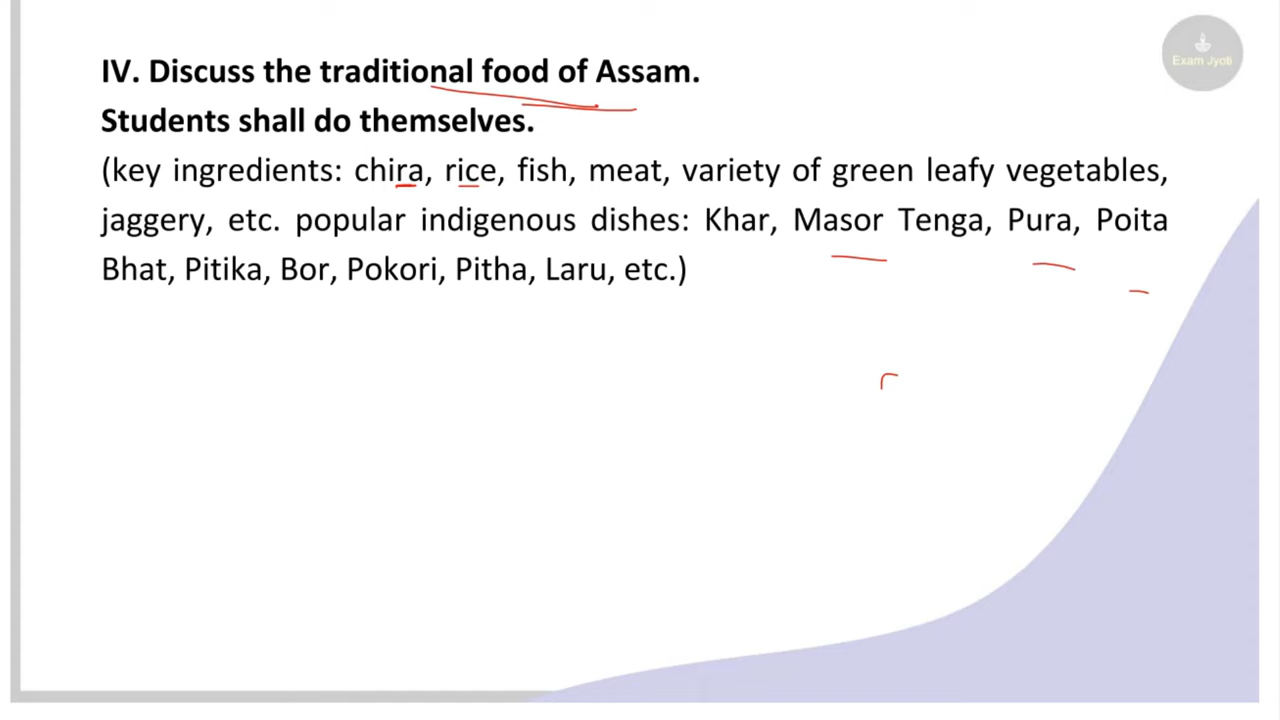 Exam Jyoti
IV. Discuss the traditional food of Assam.
Students shall do themselves.
(key ingredients: chira, rice, fish, meat, variety of green leafy vegetables,
jaggery, etc. popular indigenous dishes: Khar, Masor Tenga, Pura, Poita
Bhat, Pitika, Bor, Pokori, Pitha, Laru, etc.)